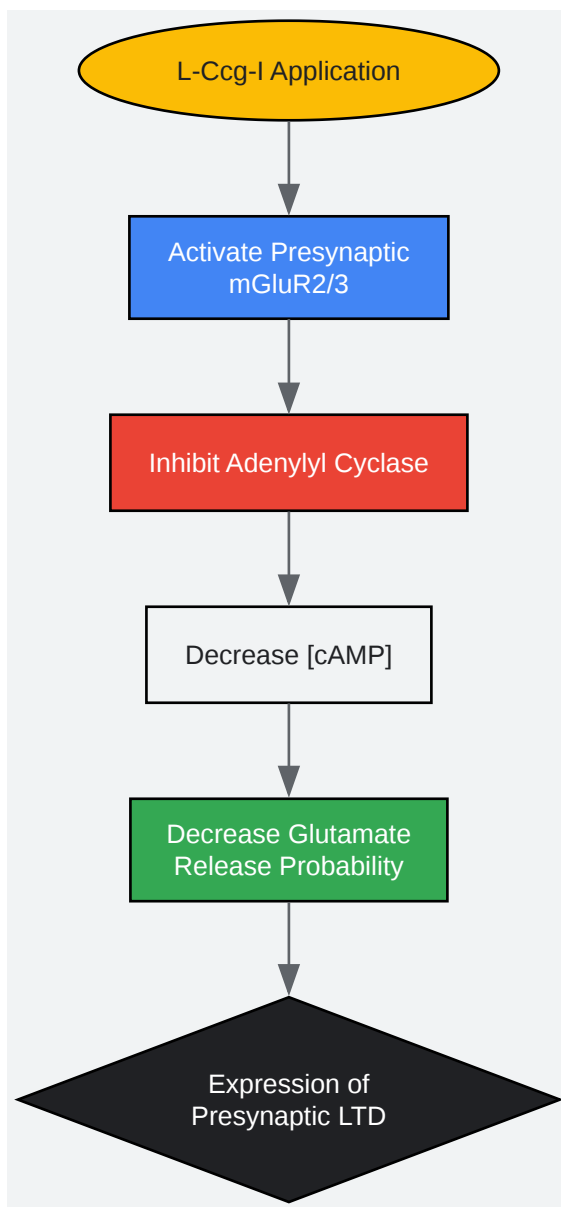 L-Ccg-I Application
Activate Presynaptic
mGluR2/3
Inhibit Adenylyl Cyclase
Decrease [cAMP]
Decrease Glutamate
Release Probability
Expression of
Presynaptic LTD